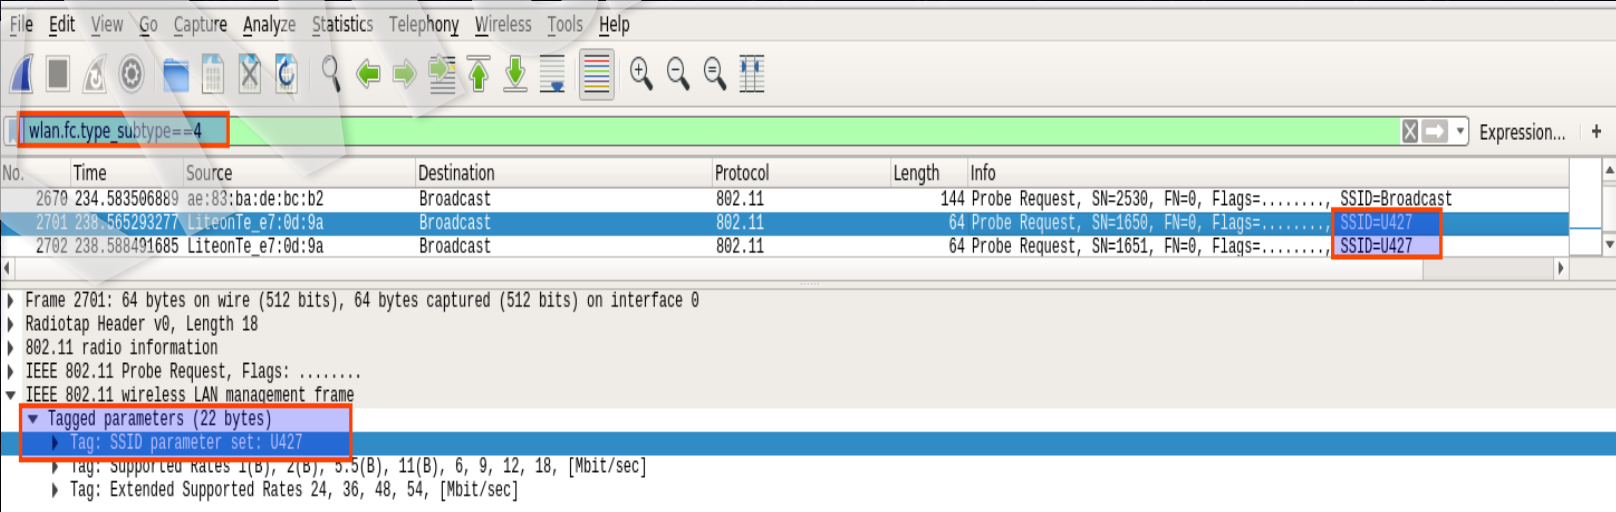 File Edit View Go Capture Analyze Statistics Telephony Wireless Tools Help
wlan.fc.type_subtype==4 Expression... +
No. Time Source Destination Protocol Length Info
2670 234.583506889 ae:83:ba:de:bc:b2 Broadcast 802.11 144 Probe Request, SN=2530, FN=0, Flags=........, SSID=Broadcast
2701 238.565293277 LiteonTe_e7:0d:9a Broadcast 802.11 64 Probe Request, SN=1650, FN=0, Flags=........, SSID=U427
2702 238.588491685 LiteonTe_e7:0d:9a Broadcast 802.11 64 Probe Request, SN=1651, FN=0, Flags=........, SSID=U427
Frame 2701: 64 bytes on wire (512 bits), 64 bytes captured (512 bits) on interface 0
Radiotap Header v0, Length 18
802.11 radio information
IEEE 802.11 Probe Request, Flags: ........
IEEE 802.11 wireless LAN management frame
Tagged parameters (22 bytes)
Tag: SSID parameter set: U427
Tag: Supported Rates 1(B), 2(B), 5.5(B), 11(B), 6, 9, 12, 18, [Mbit/sec]
Tag: Extended Supported Rates 24, 36, 48, 54, [Mbit/sec]